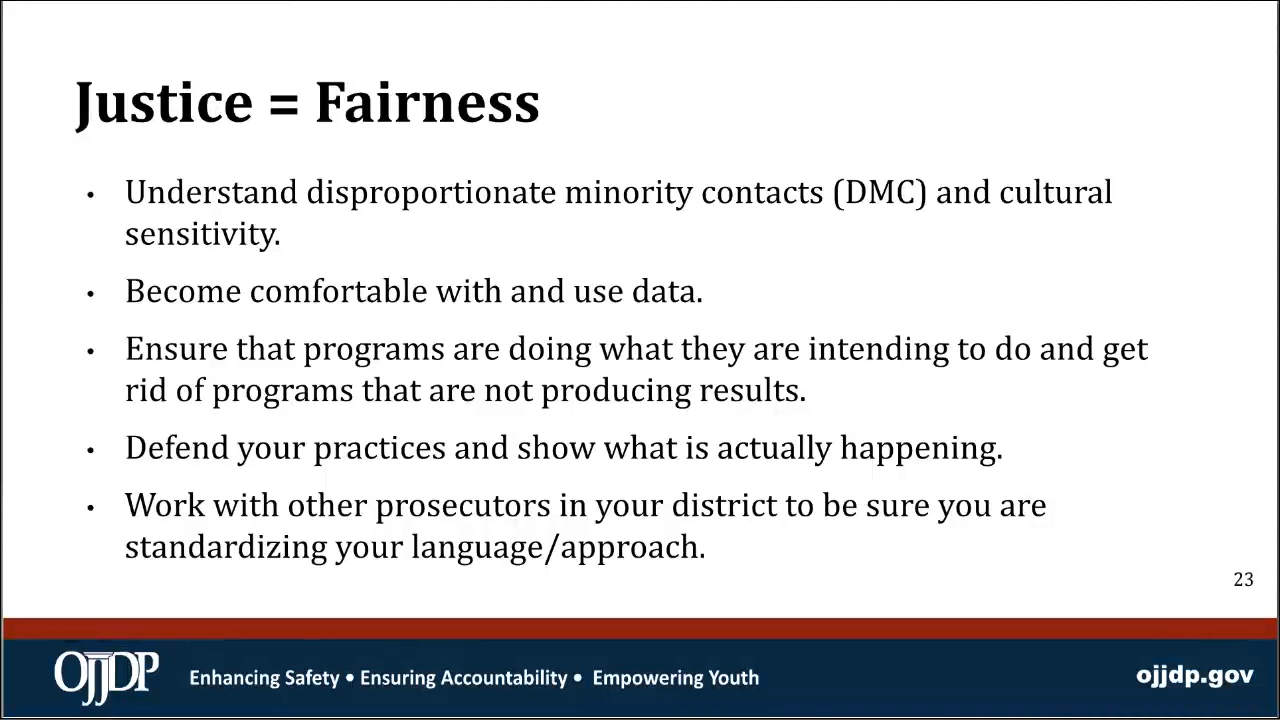 Justice = Fairness
• Understand disproportionate minority contacts (DMC) and cultural
sensitivity.
• Become comfortable with and use data.
• Ensure that programs are doing what they are intending to do and get
rid of programs that are not producing results.
• Defend your practices and show what is actually happening.
• Work with other prosecutors in your district to be sure you are
standardizing your language/approach.
23
OJJDP Enhancing Safety • Ensuring Accountability • Empowering Youth ojjdp.gov